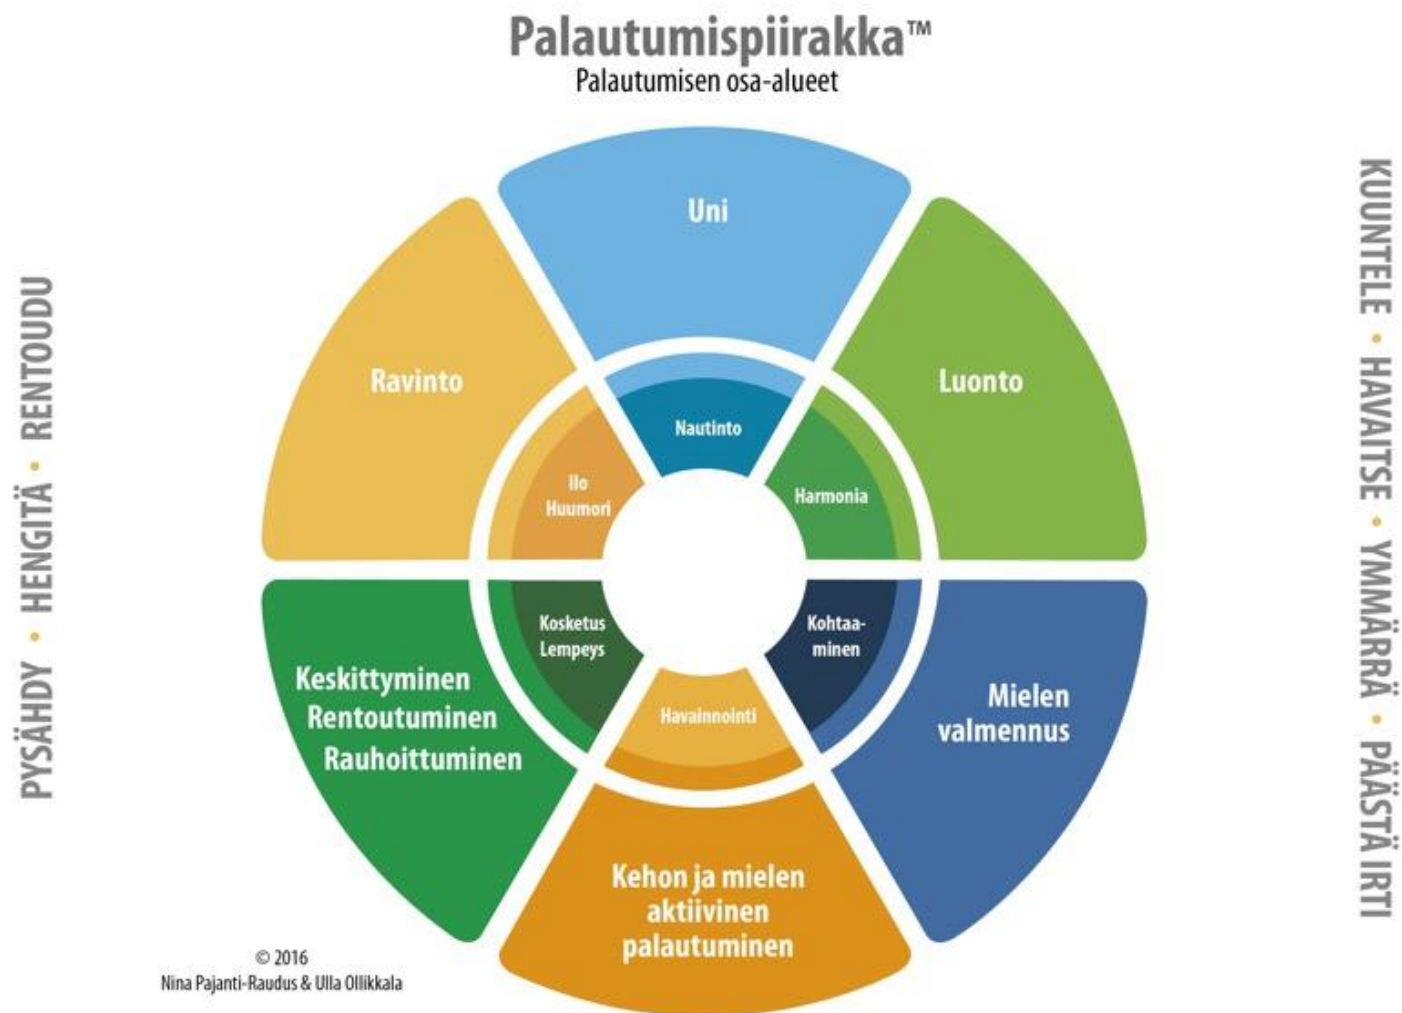 Palautumispiirakka™
Palautumisen osa-alueet
Uni
Ravinto
Luonto
Nautinto
Ilo
Huumori
Harmonia
Kosketus
Lempeys
Kohtaa-
minen
Havainnointi
Keskittyminen
Rentoutuminen
Rauhoittuminen
Mielen
valmennus
Kehon ja mielen
aktiivinen
palautuminen
PYSÄHDY • HENGITÄ • RENTOUDU
KUUNTELE • HAVAITSE • YMMÄRRÄ • PÄÄSTÄ IRTI
© 2016
Nina Pajanti-Raudus & Ulla Ollikkala